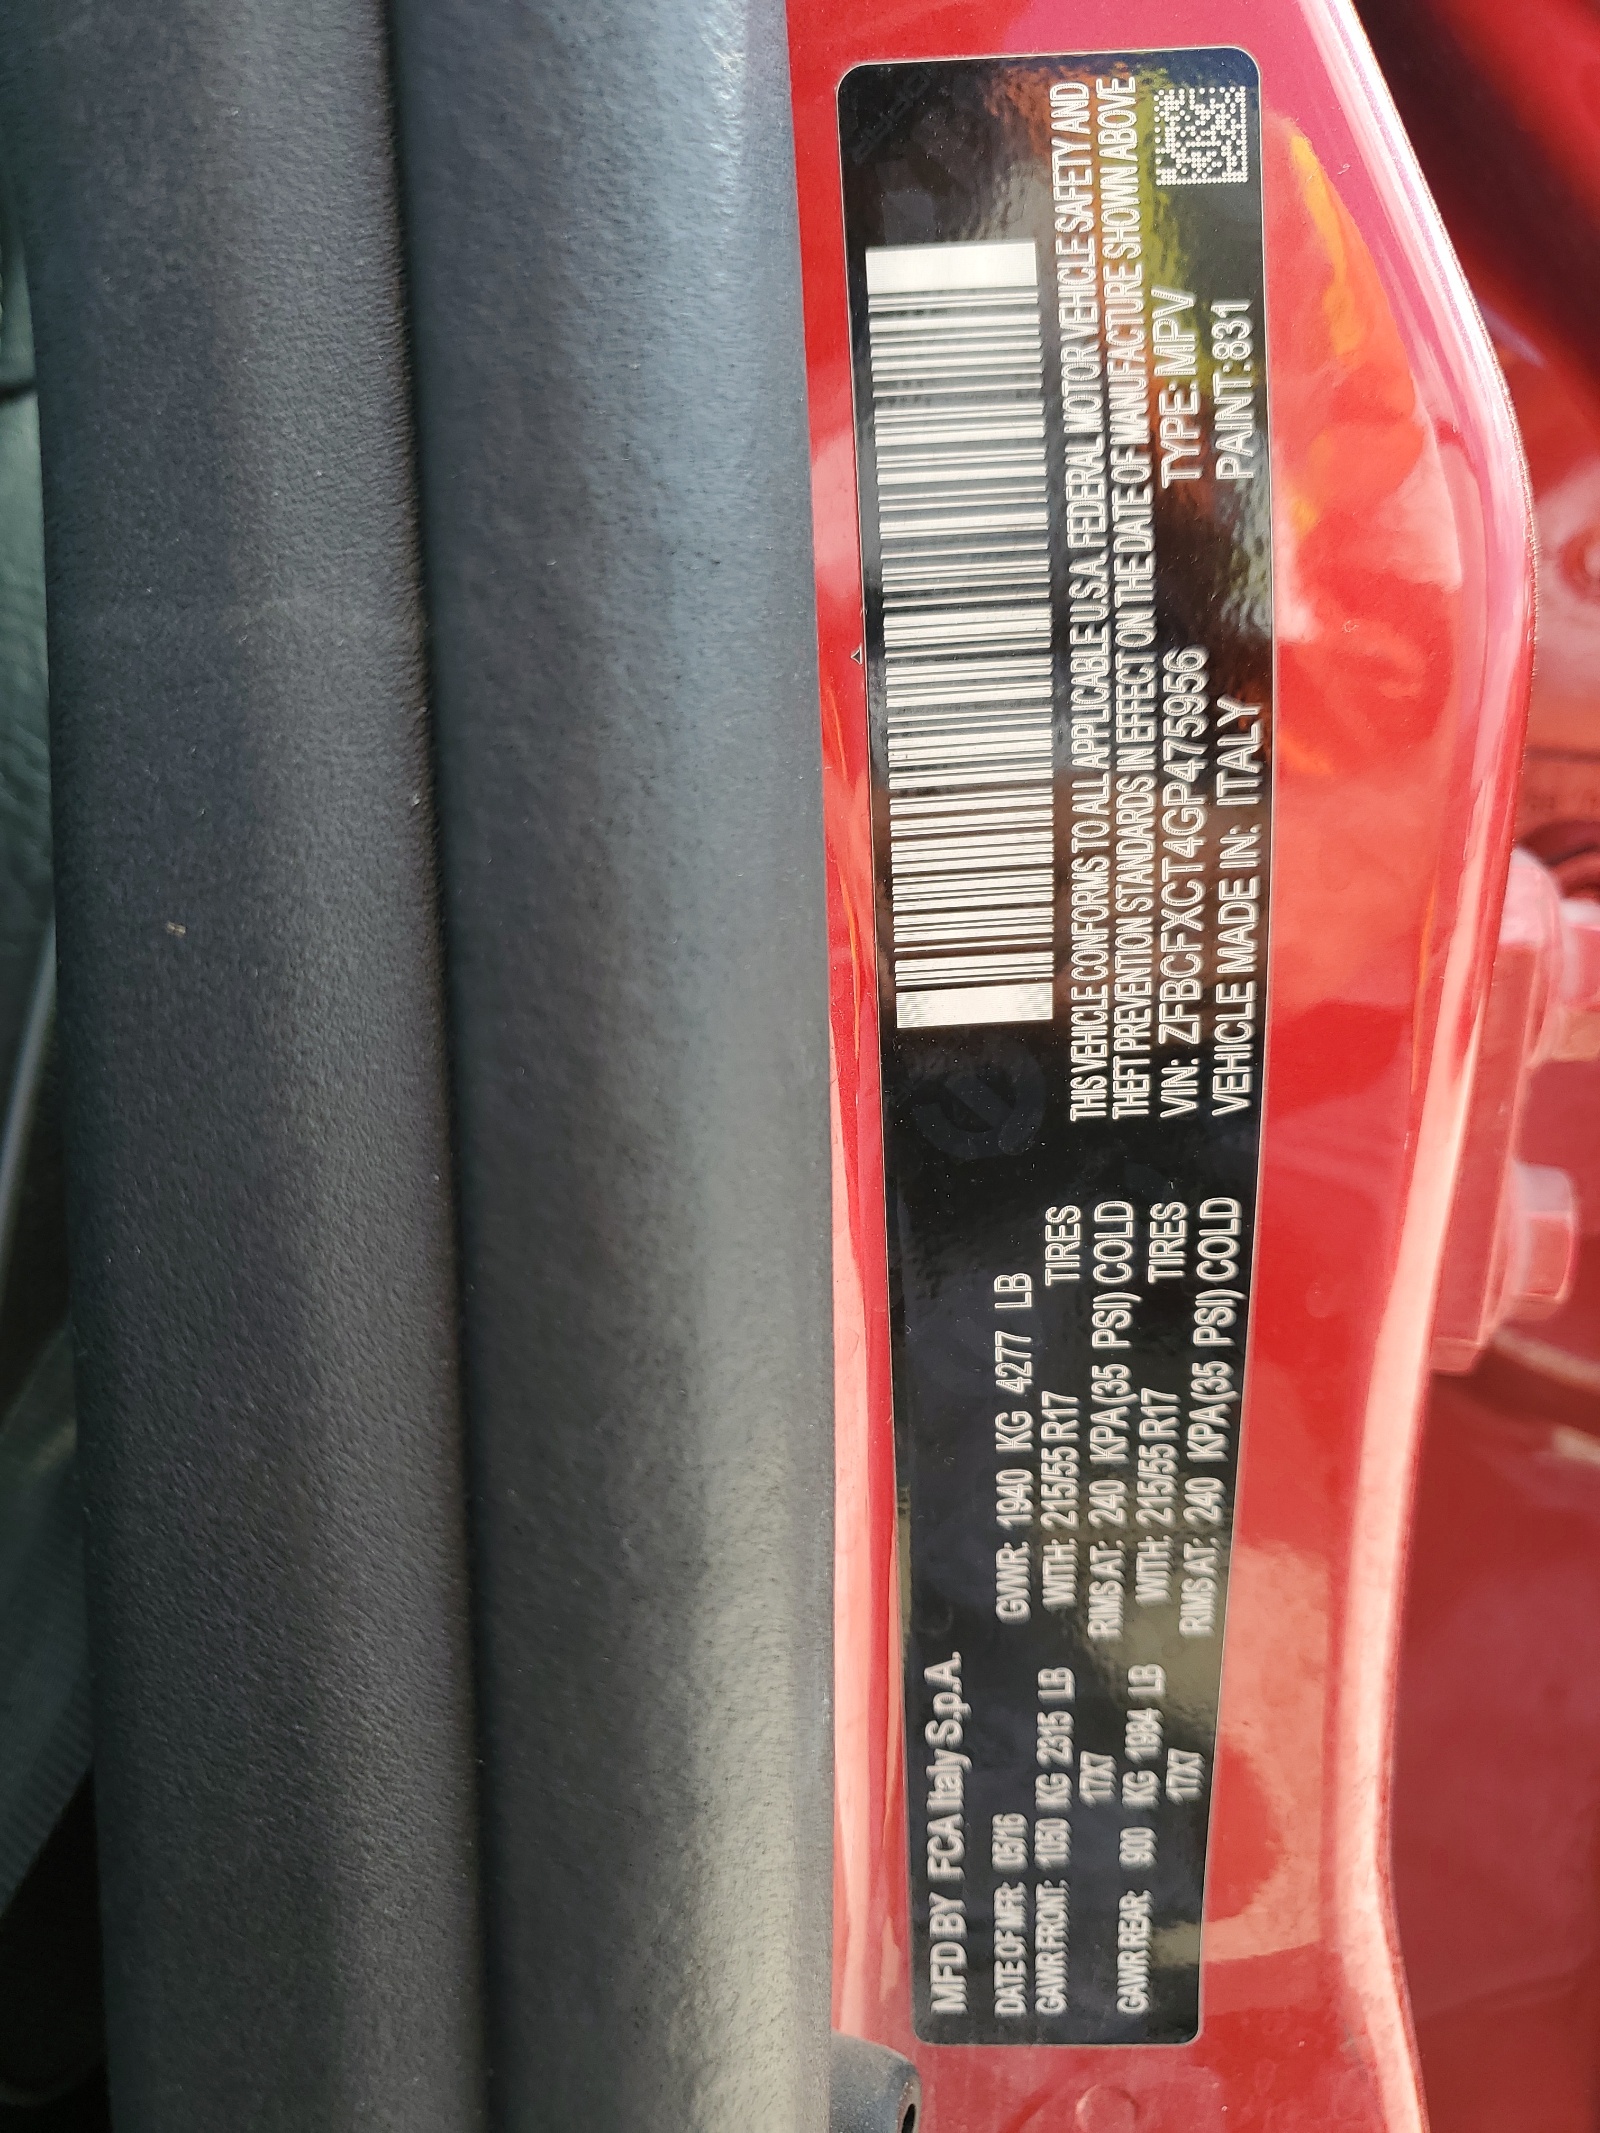 MFD BY FCA Italy S.p.A.
DATE OF MFR: 05/16 GVWR: 1940 KG 4277 LB
GAWR FRONT: 1050 KG 2315 LB WITH: 215/55 R17 TIRES
17X7 RIMS AT: 240 KPA(35 PSI) COLD
GAWR REAR: 900 KG 1984 LB WITH: 215/55 R17 TIRES
17X7 RIMS AT: 240 KPA(35 PSI) COLD
THIS VEHICLE CONFORMS TO ALL APPLICABLE U.S.A. FEDERAL MOTOR VEHICLE SAFETY AND
THEFT PREVENTION STANDARDS IN EFFECT ON THE DATE OF MANUFACTURE SHOWN ABOVE
VIN: ZFBCFXCT4GP475956 TYPE: MPV
VEHICLE MADE IN: ITALY PAINT:831